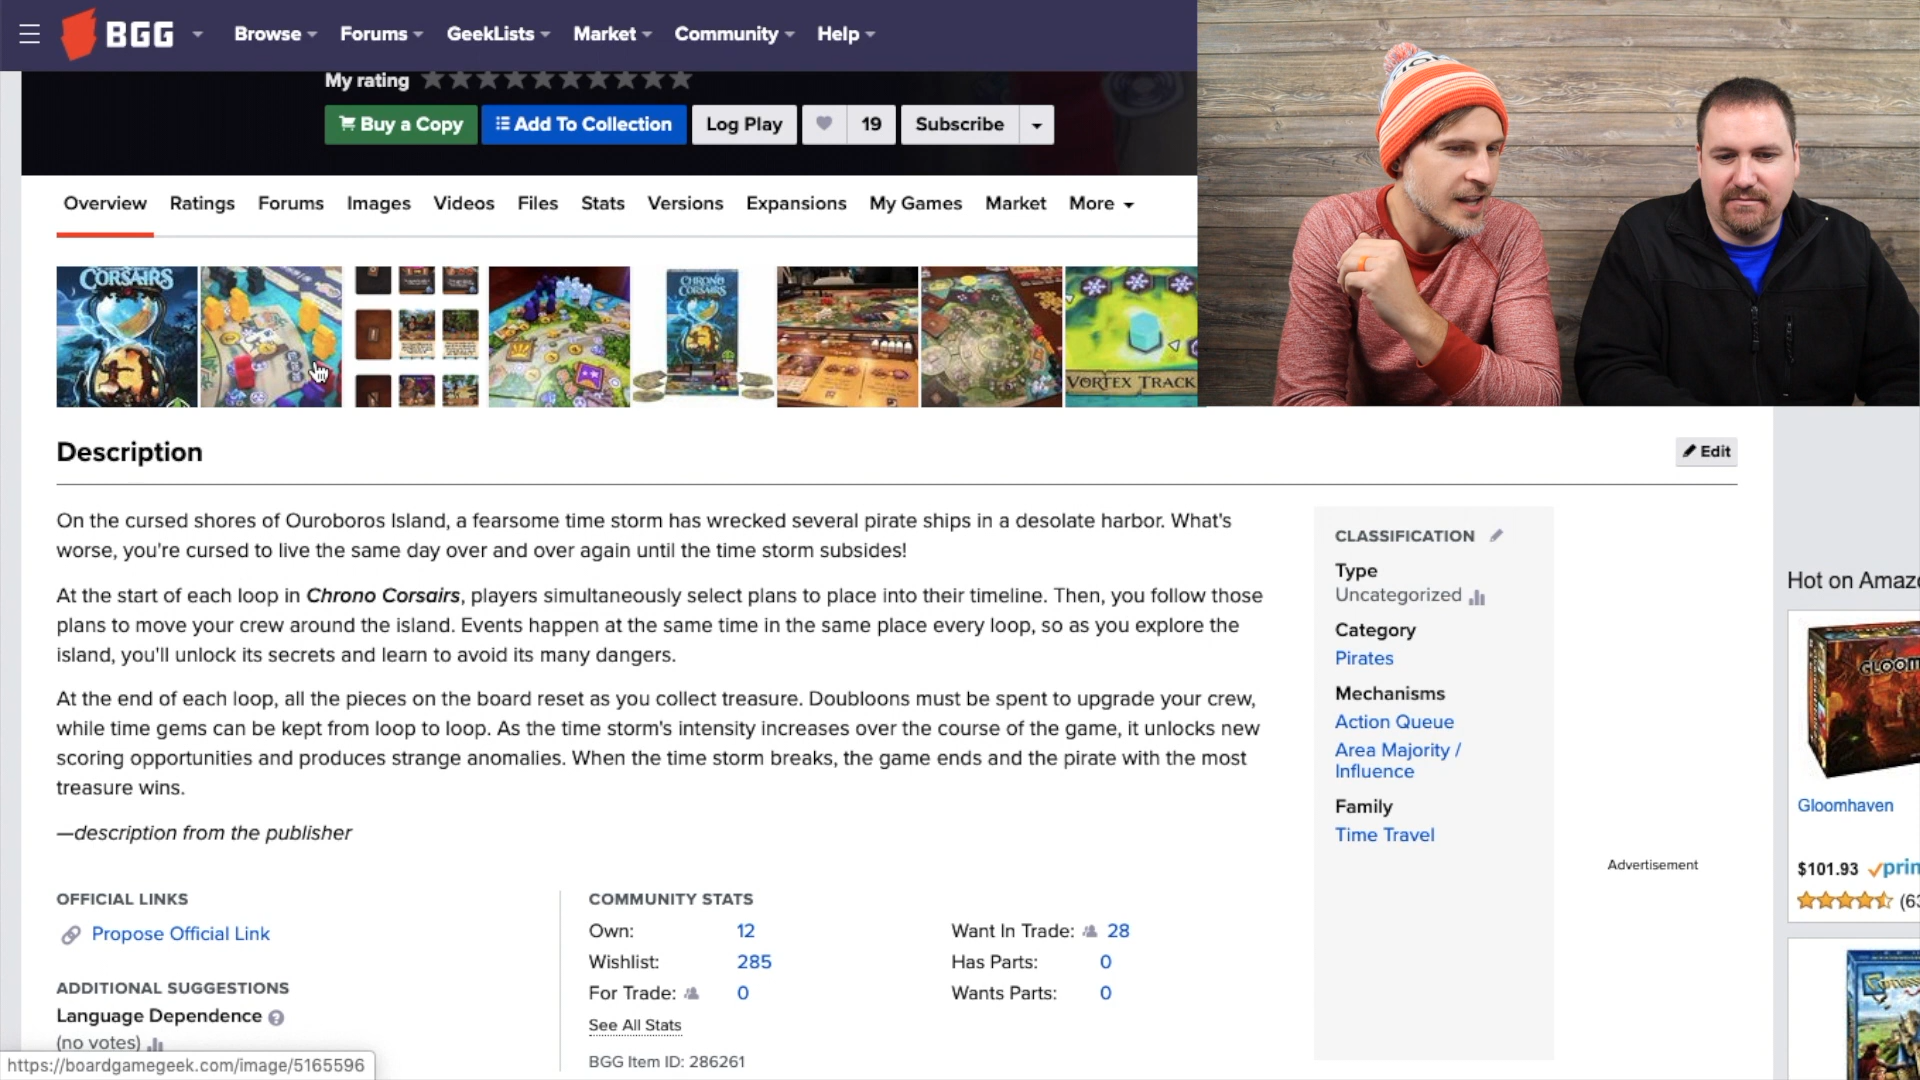 BGG
Browse
Forums
GeekLists
Market
Community
Help
My rating
Buy a Copy
Add To Collection
Log Play
19
Subscribe
Overview
Ratings
Forums
Images
Videos
Files
Stats
Versions
Expansions
My Games
Market
More
CORSAIRS
CHRONO
CORSAIRS
VORTEX TRACK
Description
Edit
On the cursed shores of Ouroboros Island, a fearsome time storm has wrecked several pirate ships in a desolate harbor. What's
worse, you're cursed to live the same day over and over again until the time storm subsides!
At the start of each loop in Chrono Corsairs, players simultaneously select plans to place into their timeline. Then, you follow those
plans to move your crew around the island. Events happen at the same time in the same place every loop, so as you explore the
island, you'll unlock its secrets and learn to avoid its many dangers.
At the end of each loop, all the pieces on the board reset as you collect treasure. Doubloons must be spent to upgrade your crew,
while time gems can be kept from loop to loop. As the time storm's intensity increases over the course of the game, it unlocks new
scoring opportunities and produces strange anomalies. When the time storm breaks, the game ends and the pirate with the most
treasure wins.
—description from the publisher
CLASSIFICATION
Type
Uncategorized
Category
Pirates
Mechanisms
Action Queue
Area Majority /
Influence
Family
Time Travel
Advertisement
Hot on Amazo
GLOOM
Gloomhaven
$101.93 prin
(63
OFFICIAL LINKS
Propose Official Link
ADDITIONAL SUGGESTIONS
Language Dependence
(no votes)
COMMUNITY STATS
Own: 12
Wishlist: 285
For Trade: 0
Want In Trade: 28
Has Parts: 0
Wants Parts: 0
See All Stats
BGG Item ID: 286261
https://boardgamegeek.com/image/5165596